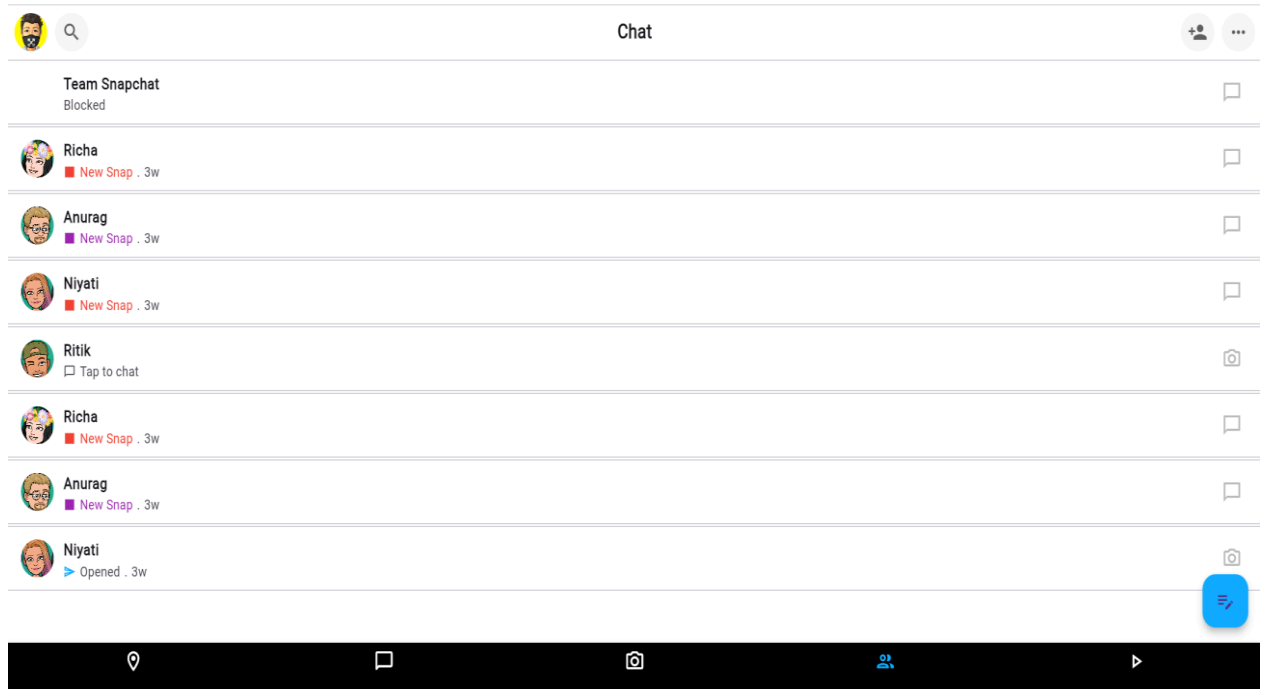 Chat
Team Snapchat
Blocked
Richa
New Snap . 3w
Anurag
New Snap . 3w
Niyati
New Snap . 3w
Ritik
Tap to chat
Richa
New Snap . 3w
Anurag
New Snap . 3w
Niyati
Opened . 3w